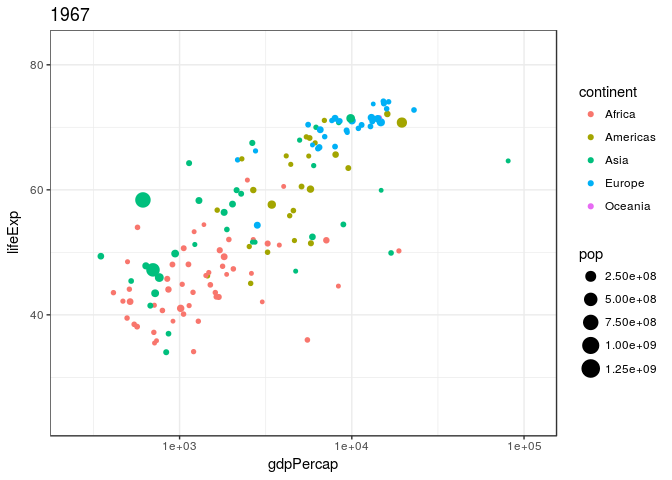 1967
80
60
40
lifeExp
1e+03
1e+04
1e+05
gdpPercap
continent
Africa
Americas
Asia
Europe
Oceania
pop
2.50e+08
5.00e+08
7.50e+08
1.00e+09
1.25e+09